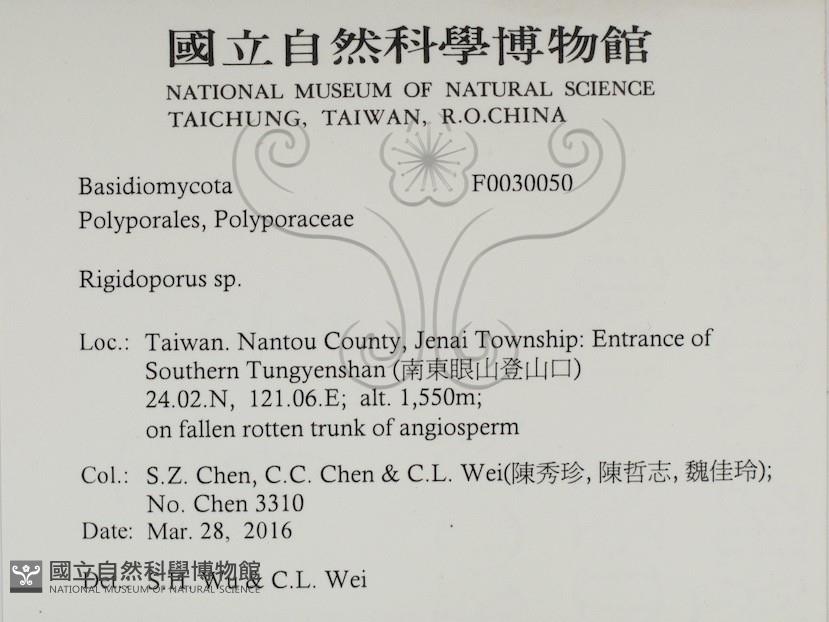 國立自然科學博物館
NATIONAL MUSEUM OF NATURAL SCIENCE
TAICHUNG, TAIWAN, R.O.CHINA
Basidiomycota F0030050
Polyporales, Polyporaceae
Rigidoporus sp.
Loc.: Taiwan. Nantou County, Jenai Township: Entrance of
Southern Tungyenshan (南東眼山登山口)
24.02.N, 121.06.E; alt. 1,550m;
on fallen rotten trunk of angiosperm
Col.: S.Z. Chen, C.C. Chen & C.L. Wei(陳秀珍, 陳哲志, 魏佳玲);
No. Chen 3310
Date: Mar. 28, 2016
Det.: S.H. Wu & C.L. Wei
國立自然科學博物館
NATIONAL MUSEUM OF NATURAL SCIENCE